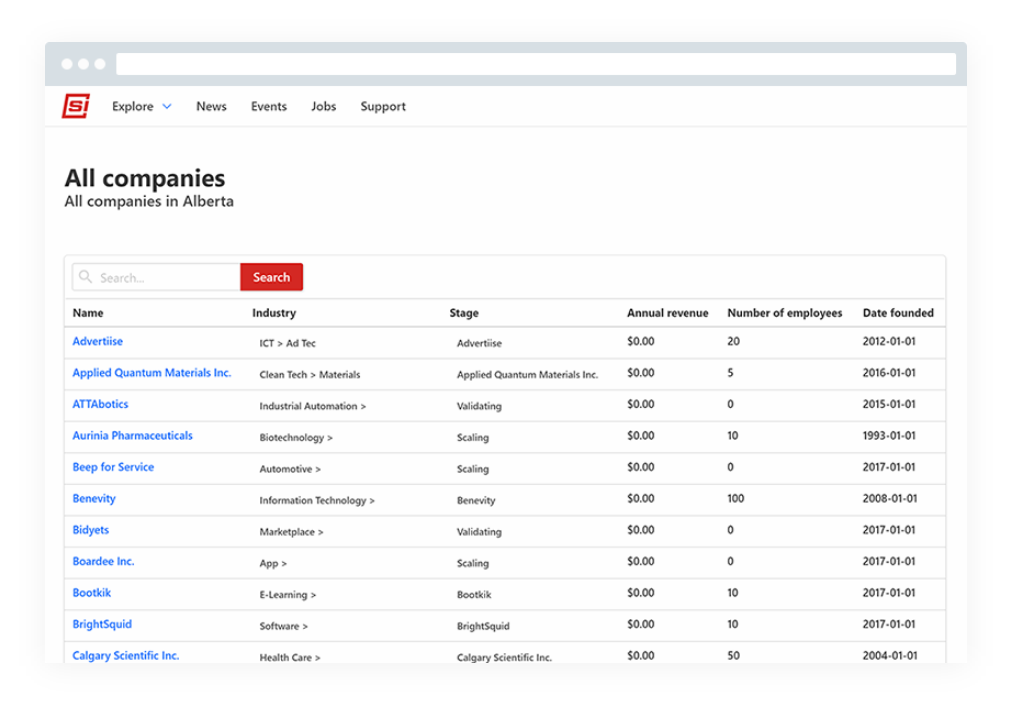 Si Explore News Events Jobs Support
All companies
All companies in Alberta
Search... Search
Name Industry Stage Annual revenue Number of employees Date founded
Advertiise ICT > Ad Tec Advertiise $0.00 20 2012-01-01
Applied Quantum Materials Inc. Clean Tech > Materials Applied Quantum Materials Inc. $0.00 5 2016-01-01
ATTAbotics Industrial Automation > Validating $0.00 0 2015-01-01
Aurinia Pharmaceuticals Biotechnology > Scaling $0.00 10 1993-01-01
Beep for Service Automotive > Scaling $0.00 0 2017-01-01
Benevity Information Technology > Benevity $0.00 100 2008-01-01
Bidyets Marketplace > Validating $0.00 0 2017-01-01
Boardee Inc. App > Scaling $0.00 0 2017-01-01
Bootkik E-Learning > Bootkik $0.00 10 2017-01-01
BrightSquid Software > BrightSquid $0.00 10 2017-01-01
Calgary Scientific Inc. Health Care > Calgary Scientific Inc. $0.00 50 2004-01-01